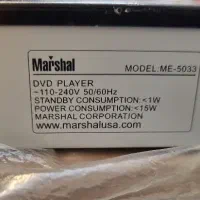 Marshal
MODEL:ME-5033
DVD PLAYER
~110-240V 50/60Hz
STANDBY CONSUMPTION:<1W
POWER CONSUMPTION:<15W
MARSHAL CORPORATION
www.marshalusa.com